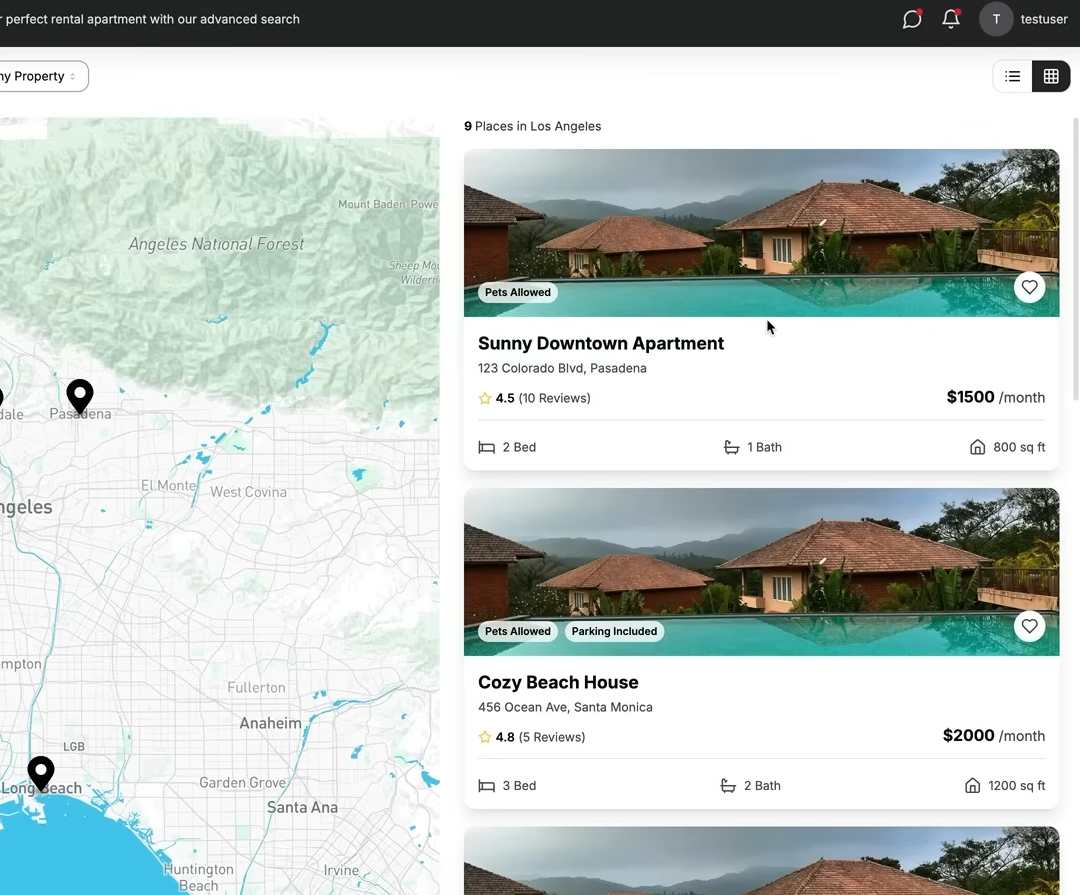 r perfect rental apartment with our advanced search
T
testuser
ny Property
9 Places in Los Angeles
Mount Baden-Powe
Angeles National Forest
Sheep Mou
Wilderne
dale
Pasadena
El Monte
West Covina
ngeles
mpton
Fullerton
Anaheim
LGB
Long Beach
Garden Grove
Santa Ana
Huntington
Beach
Irvine
Pets Allowed
Sunny Downtown Apartment
123 Colorado Blvd, Pasadena
4.5 (10 Reviews)
$1500 /month
2 Bed
1 Bath
800 sq ft
Pets Allowed
Parking Included
Cozy Beach House
456 Ocean Ave, Santa Monica
4.8 (5 Reviews)
$2000 /month
3 Bed
2 Bath
1200 sq ft